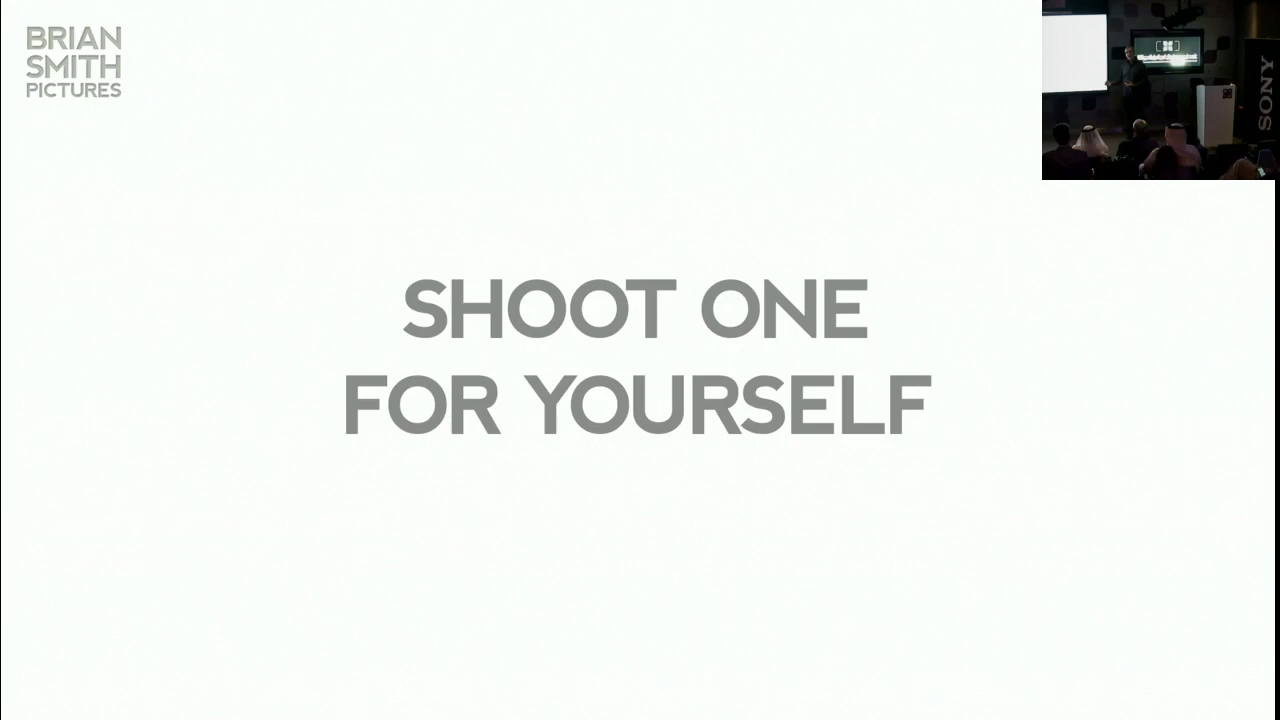 BRIAN
SMITH
PICTURES
SONY
SHOOT ONE
FOR YOURSELF